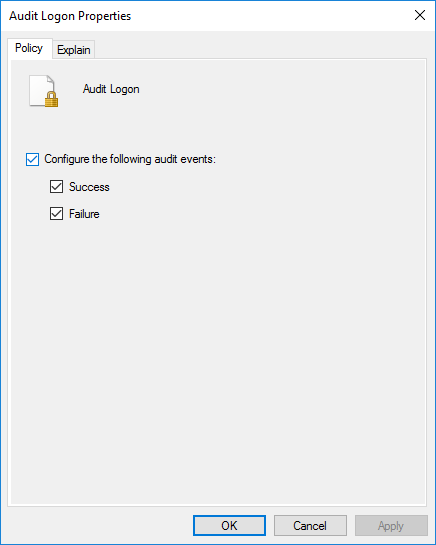 Audit Logon Properties
Policy
Explain
Audit Logon
Configure the following audit events:
Success
Failure
OK
Cancel
Apply